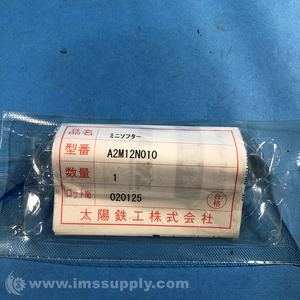 品名 ミニソフター
型番 A2M12N010
数量 1
ロット№ 020125
合格
太陽鉄工株式会社
www.imssupply.com